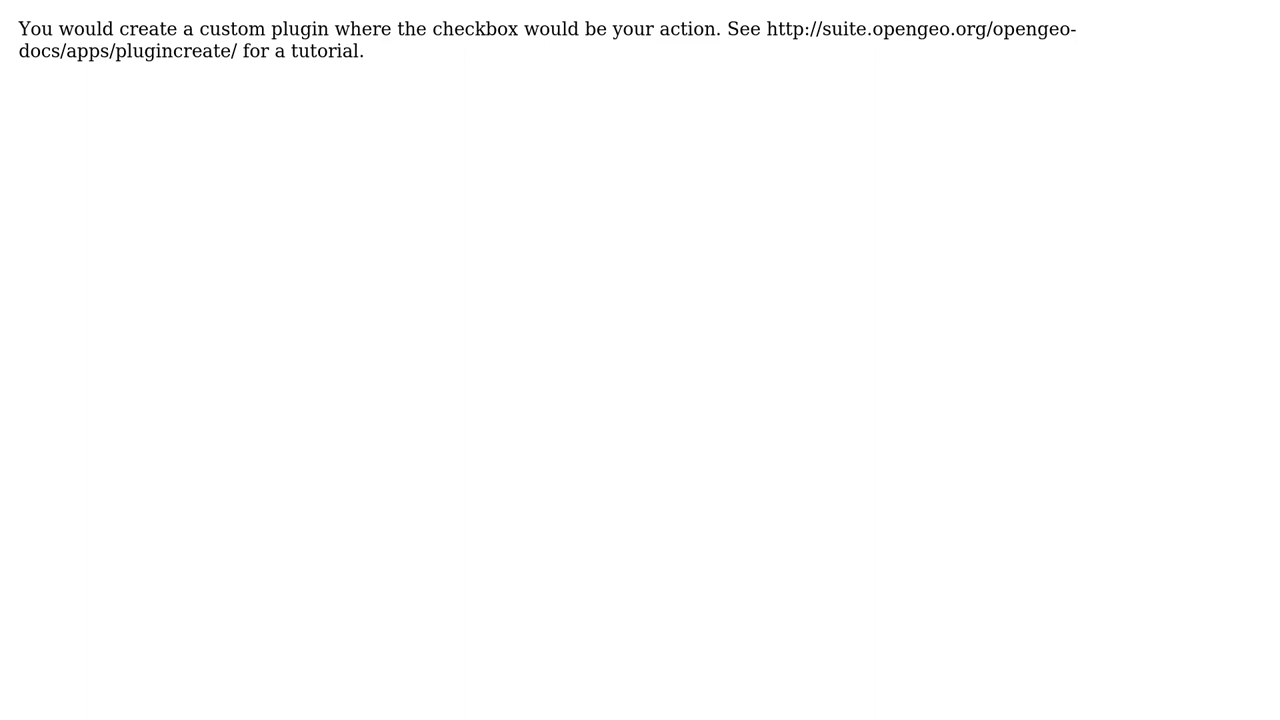 You would create a custom plugin where the checkbox would be your action. See http://suite.opengeo.org/opengeo-
docs/apps/plugincreate/ for a tutorial.